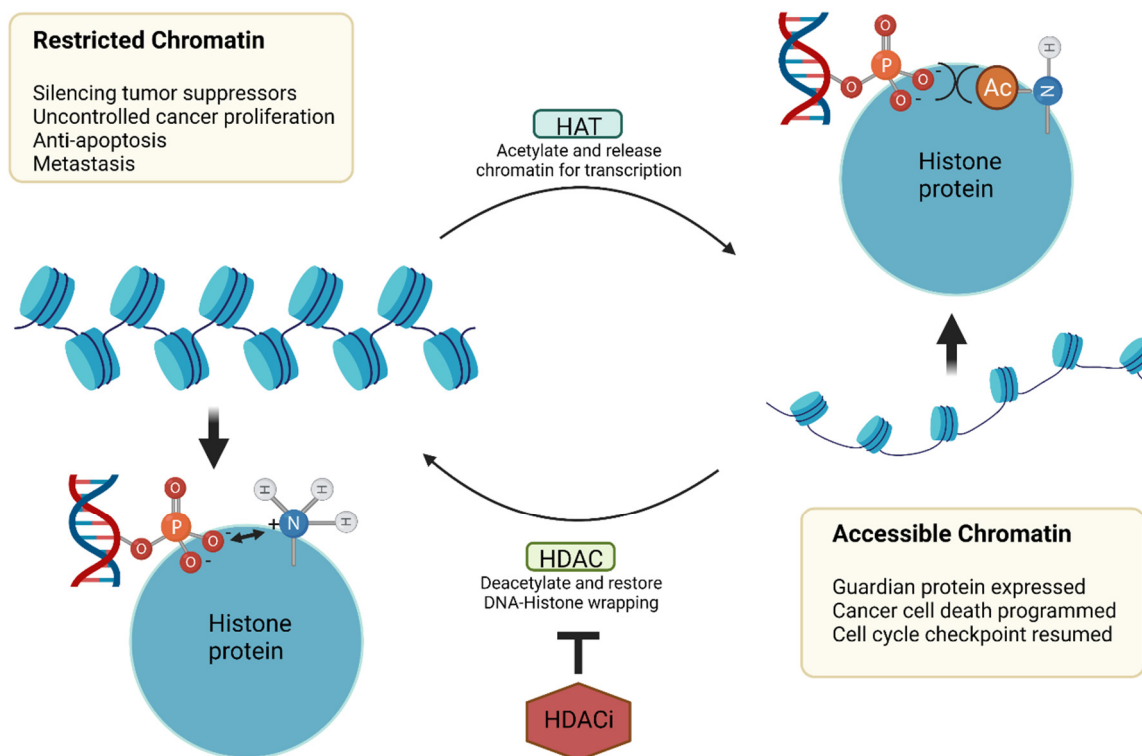 Restricted Chromatin
Silencing tumor suppressors
Uncontrolled cancer proliferation
Anti-apoptosis
Metastasis
HAT
Acetylate and release
chromatin for transcription
O
P
O
O
O
-
-
Ac
N
H
Histone
protein
O
P
O
O
O
-
-
+
N
H
H
H
Histone
protein
HDAC
Deacetylate and restore
DNA-Histone wrapping
HDACi
Accessible Chromatin
Guardian protein expressed
Cancer cell death programmed
Cell cycle checkpoint resumed